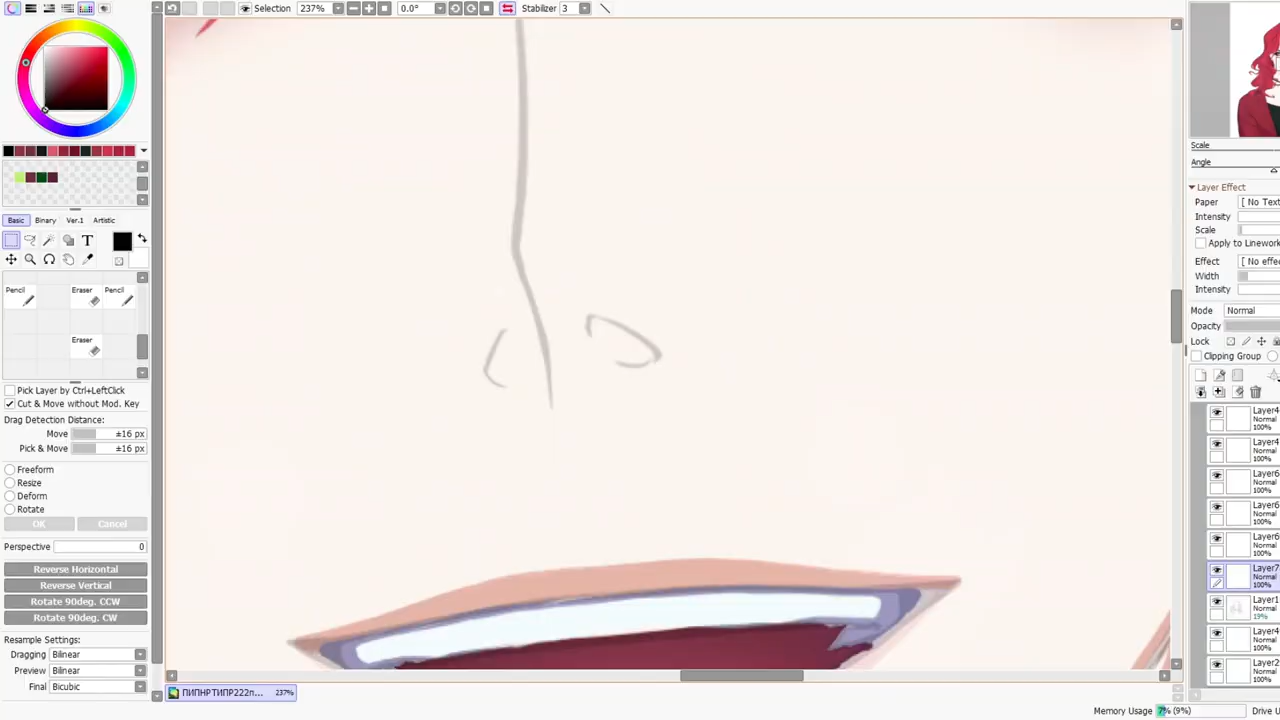 Selection 237% 0.0° Stabilizer 3
Basic Binary Ver.1 Artistic
T
Pencil Eraser Pencil
Eraser
Pick Layer by Ctrl+LeftClick
Cut & Move without Mod. Key
Drag Detection Distance:
Move ±16 px
Pick & Move ±16 px
Freeform
Resize
Deform
Rotate
OK Cancel
Perspective 0
Reverse Horizontal
Reverse Vertical
Rotate 90deg. CCW
Rotate 90deg. CW
Resample Settings:
Dragging Bilinear
Preview Bilinear
Final Bicubic
ПИПНРТИПР222п... 237%
Scale
Angle
Layer Effect
Paper [ No Text
Intensity
Scale
Apply to Linework
Effect [ No effe
Width
Intensity
Mode Normal
Opacity
Lock
Clipping Group
Layer4
Normal
100%
Layer4
Normal
100%
Layer6
Normal
100%
Layer6
Normal
100%
Layer6
Normal
100%
Layer7
Normal
100%
Layer1
Normal
19%
Layer4
Normal
100%
Layer2
Normal
100%
Memory Usage 7% (9%) Drive U